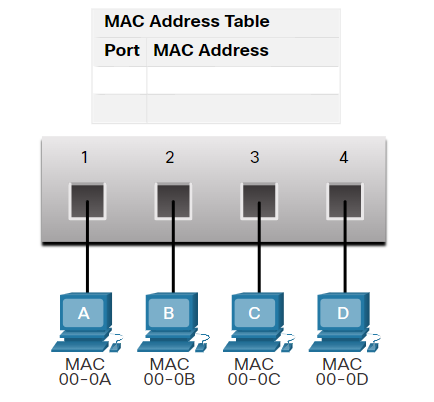 MAC Address Table
Port MAC Address
1 2 3 4
A B C D
MAC MAC MAC MAC
00-0A 00-0B 00-0C 00-0D